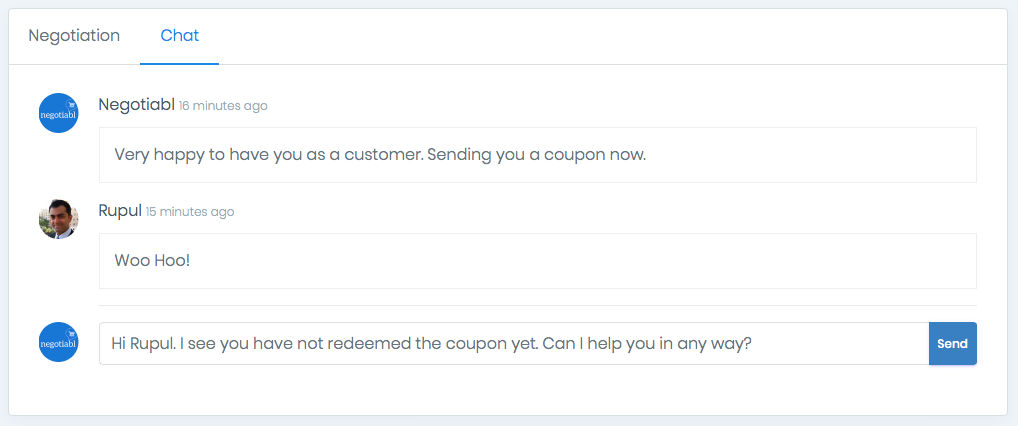 Negotiation Chat
negotiabl
Negotiabl 16 minutes ago
Very happy to have you as a customer. Sending you a coupon now.
Rupul 15 minutes ago
Woo Hoo!
negotiabl
Hi Rupul. I see you have not redeemed the coupon yet. Can I help you in any way? Send